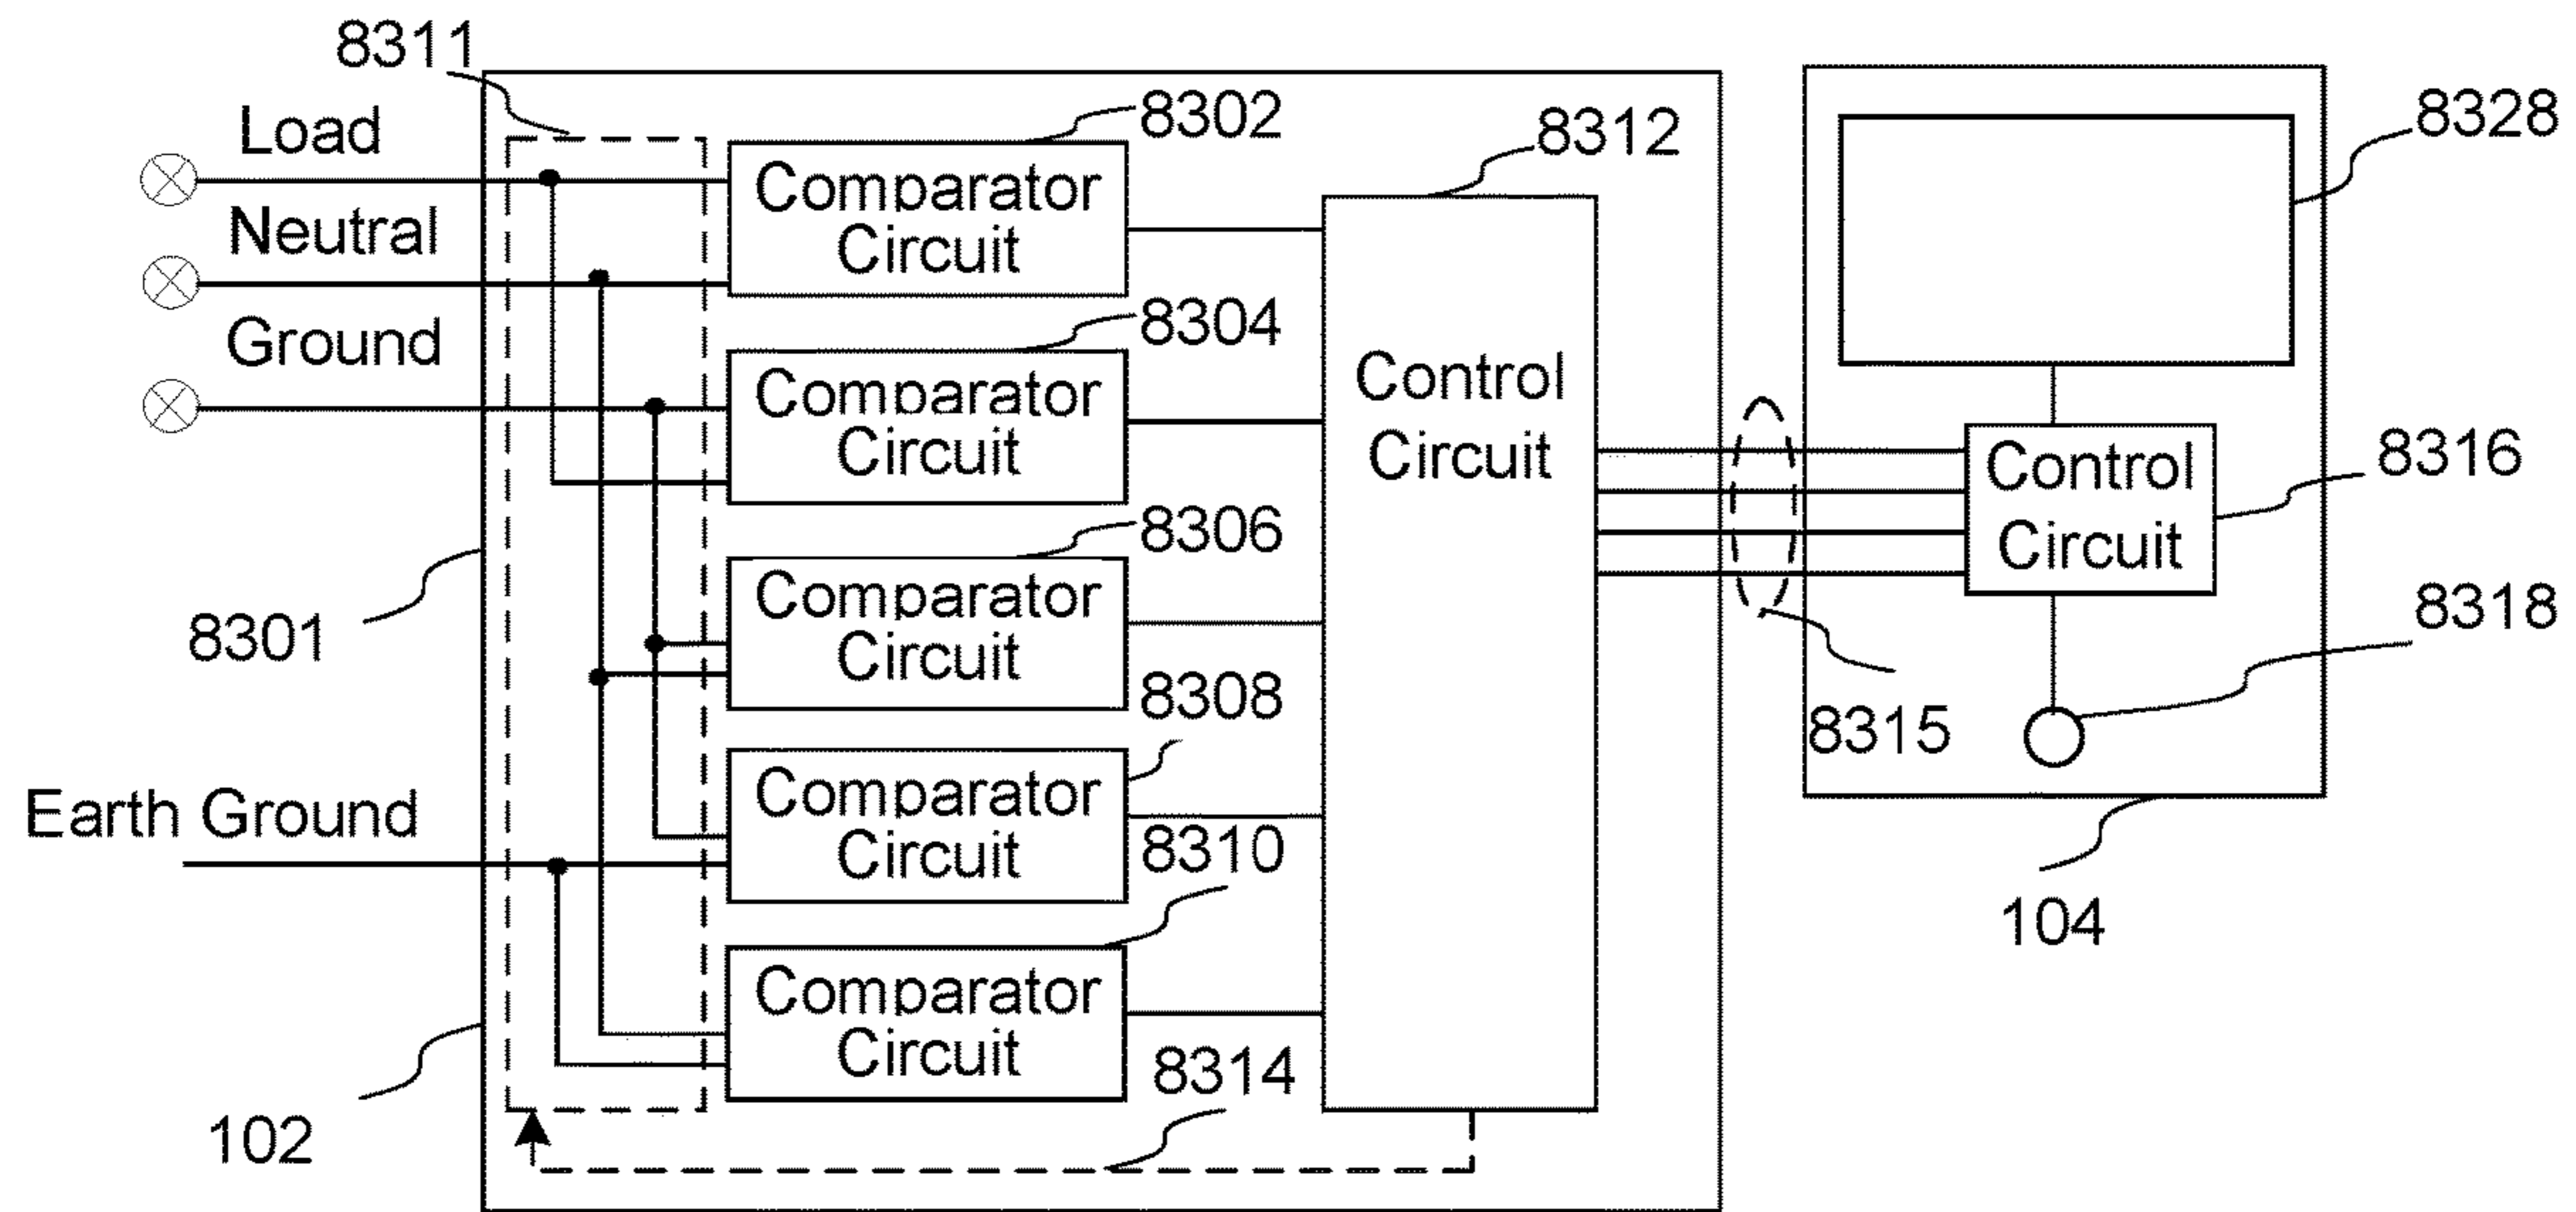 8311
Load
8302
8312
8328
Comparator
Circuit
Neutral
8304
Ground
Comparator
Circuit
Control
Circuit
8316
Control
Circuit
8306
Comparator
Circuit
8301
8318
8308
8315
Comparator
Circuit
Earth Ground
8310
104
Comparator
Circuit
8314
102